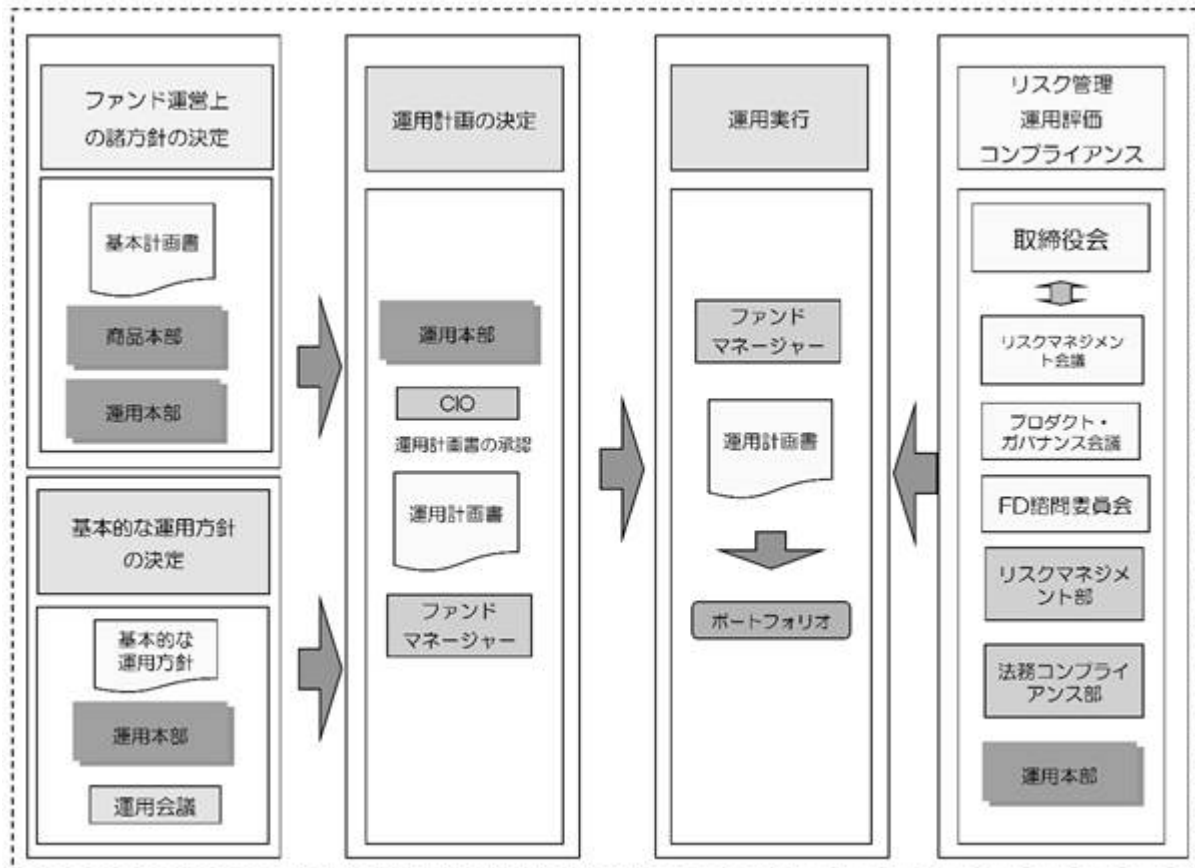 ファンド運営上
の諸方針の決定
基本計画書
商品本部
運用本部
基本的な運用方針
の決定
基本的な
運用方針
運用本部
運用会議
運用計画の決定
運用本部
CIO
運用計画書の承認
運用計画書
ファンド
マネージャー
運用実行
ファンド
マネージャー
運用計画書
ポートフォリオ
リスク管理
運用評価
コンプライアンス
取締役会
リスクマネジメン
ト会議
プロダクト・
ガバナンス会議
FD諮問委員会
リスクマネジメ
ント部
法務コンプライ
アンス部
運用本部